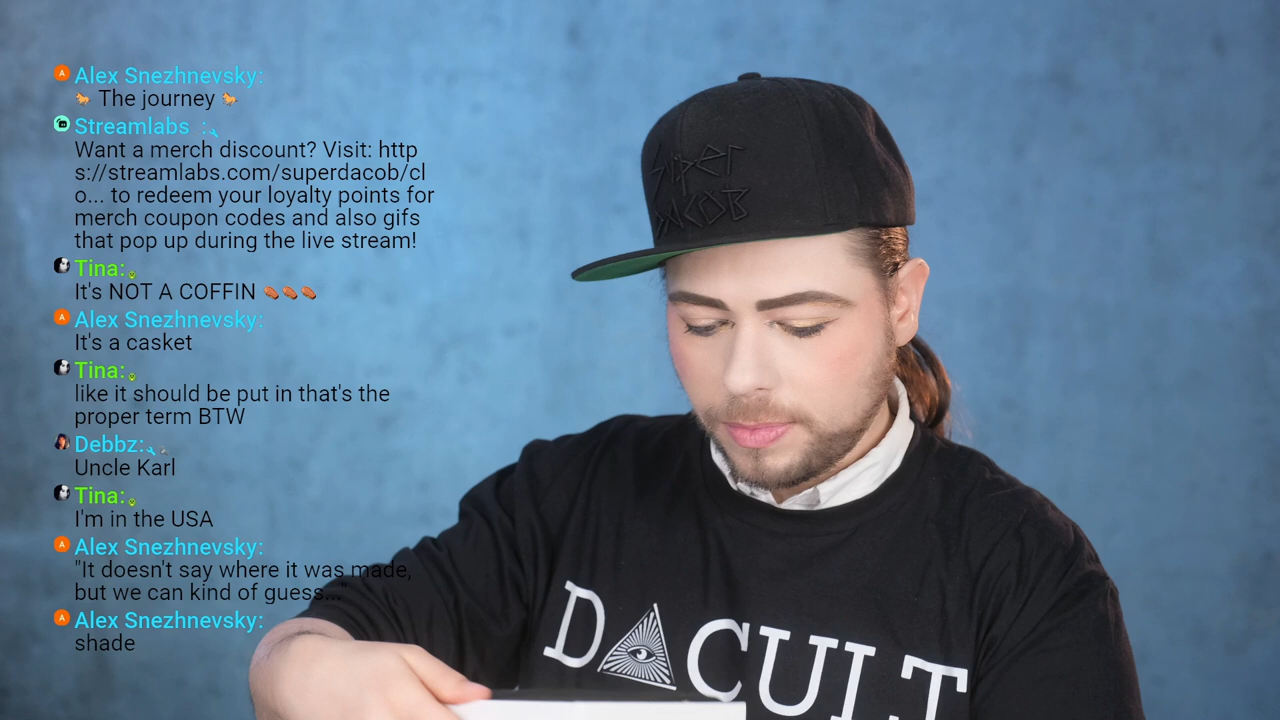 Alex Snezhnevsky:
The journey
Streamlabs :
Want a merch discount? Visit: http
s://streamlabs.com/superdacob/cl
o... to redeem your loyalty points for
merch coupon codes and also gifs
that pop up during the live stream!
Tina:
It's NOT A COFFIN
Alex Snezhnevsky:
It's a casket
Tina:
like it should be put in that's the
proper term BTW
Debbz:
Uncle Karl
Tina:
I'm in the USA
Alex Snezhnevsky:
"It doesn't say where it was made,
but we can kind of guess..."
Alex Snezhnevsky:
shade
Super
DACOB
DACULT